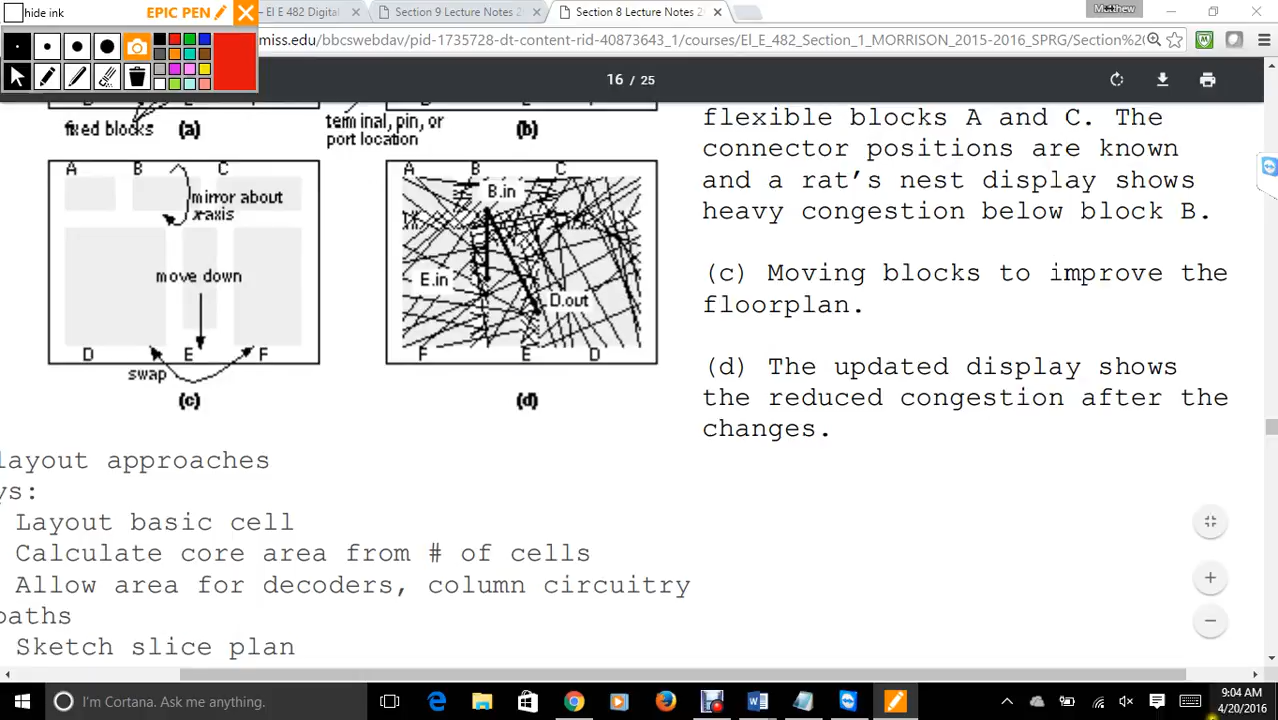 hide ink
EPIC PEN
– El E 482 Digital
Section 9 Lecture Notes 2
Section 8 Lecture Notes 2
Matthew
miss.edu/bbcswebdav/pid-1735728-dt-content-rid-40873643_1/courses/El_E_482_Section_1_MORRISON_2015-2016_SPRG/Section%20
16 / 25
fixed blocks
(a)
terminal, pin, or
port location
(b)
flexible blocks A and C. The
connector positions are known
and a rat's nest display shows
heavy congestion below block B.
A B C
mirror about
x-axis
move down
D E F
swap
(c)
A B C
B.in
E.in
D.out
F E D
(d)
(c) Moving blocks to improve the
floorplan.
(d) The updated display shows
the reduced congestion after the
changes.
layout approaches
ys:
Layout basic cell
Calculate core area from # of cells
Allow area for decoders, column circuitry
paths
Sketch slice plan
I'm Cortana. Ask me anything.
9:04 AM
4/20/2016